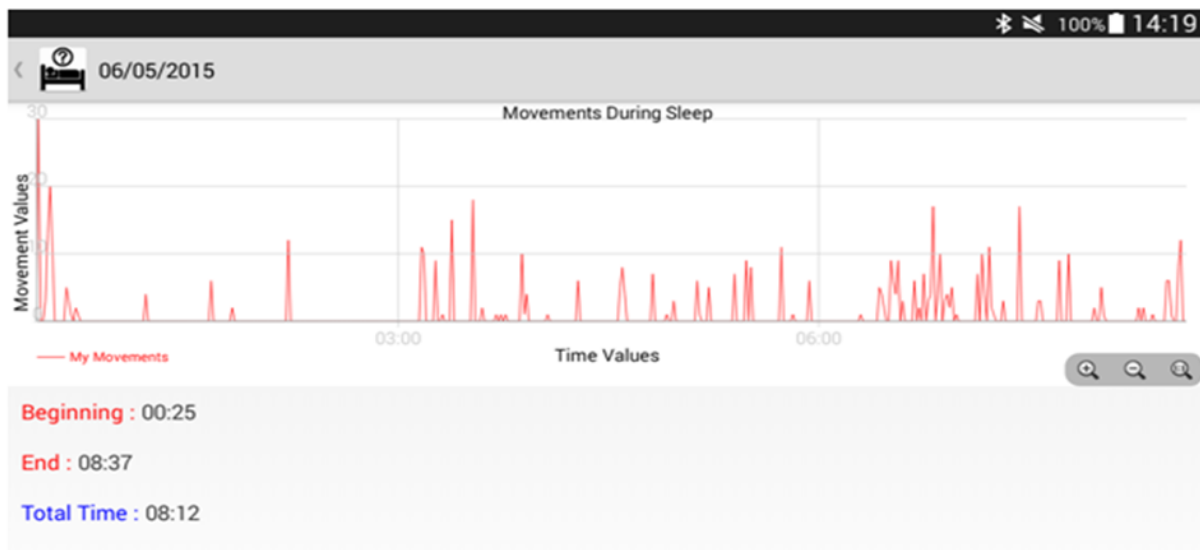 100% 14:19
06/05/2015
Movements During Sleep
30
20
10
0
Movement Values
03:00
06:00
My Movements
Time Values
Beginning : 00:25
End : 08:37
Total Time : 08:12